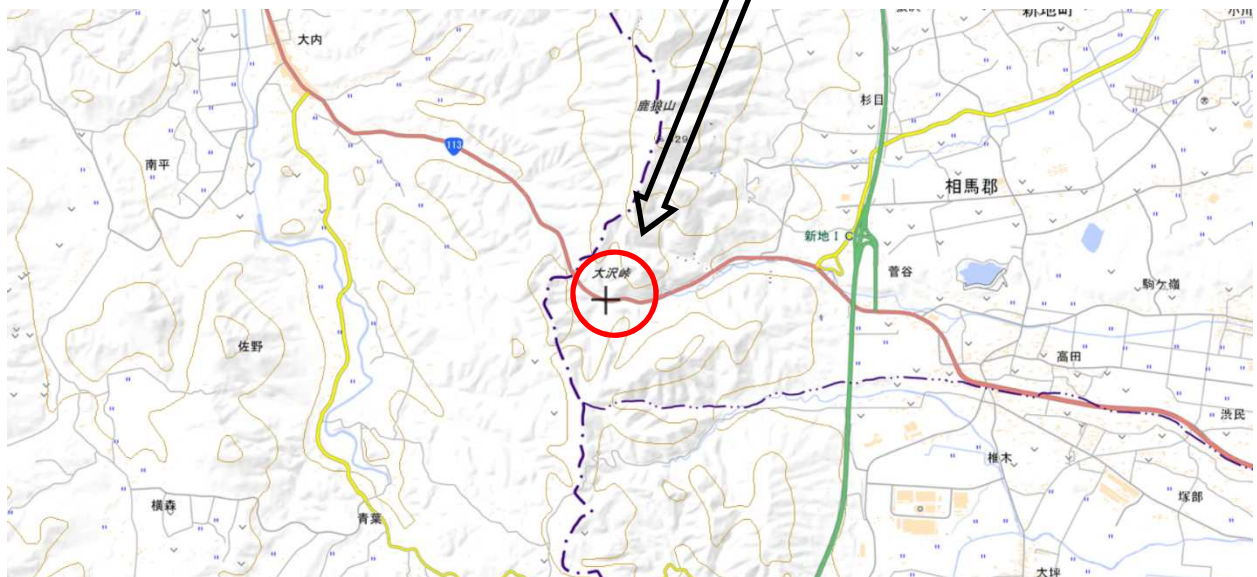 新地町
大内
鹿狼山
杉目
113
南平
相馬郡
新地IC
大沢峠
菅谷
駒ケ嶺
佐野
高田
渋民
椎木
横森
青葉
塚部
大坪